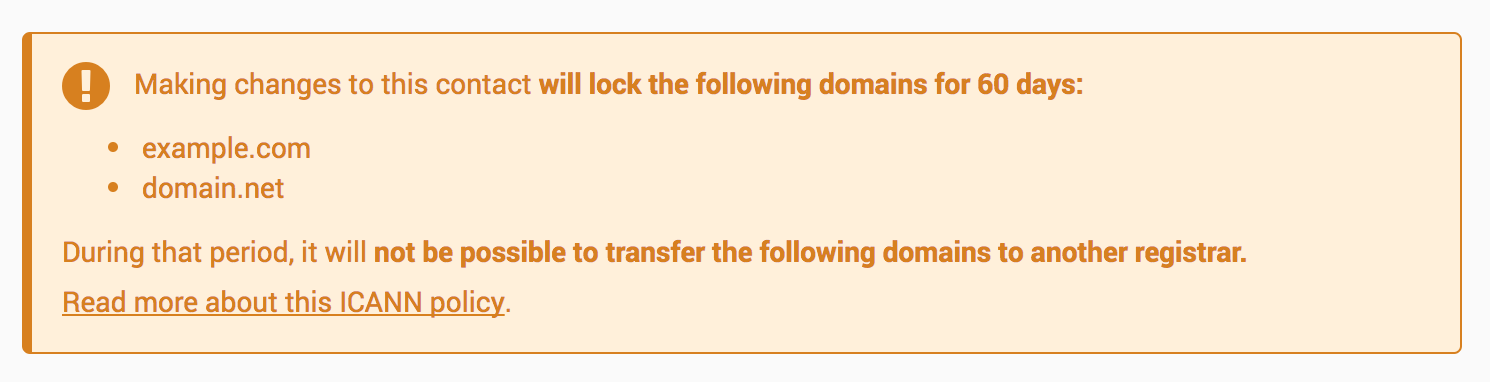 Making changes to this contact will lock the following domains for 60 days:
• example.com
• domain.net
During that period, it will not be possible to transfer the following domains to another registrar.
Read more about this ICANN policy.